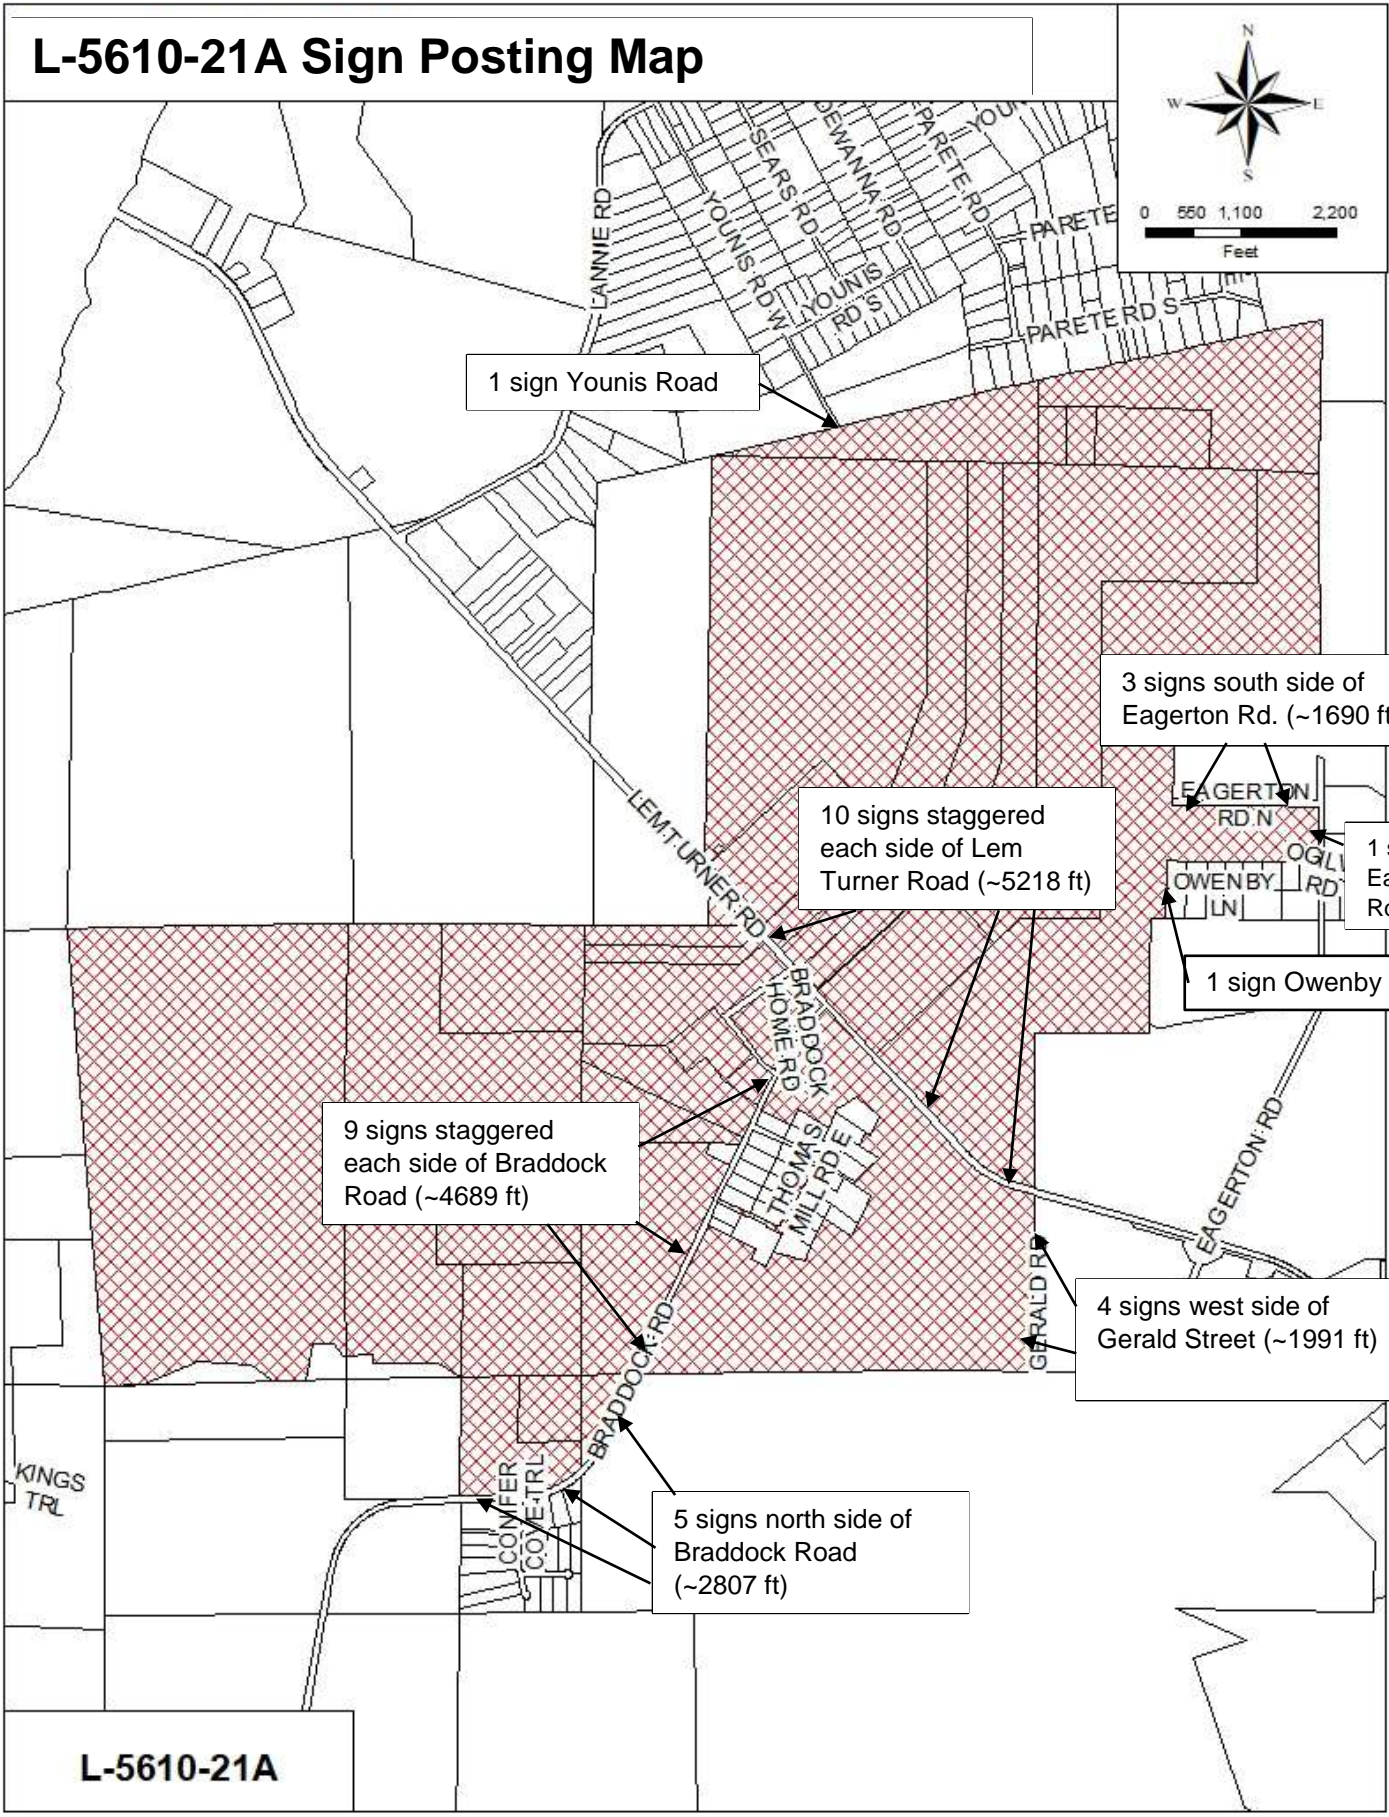 L-5610-21A Sign Posting Map
N
W
E
S
0 550 1,100 2,200
Feet
LANNIE RD
SEARS RD
DEWANNA RD
PARETE RD
YOUNIS RD W
YOUNIS
RD S
PARETE
PARETE RD S
1 sign Younis Road
3 signs south side of
Eagerton Rd. (~1690 ft
EAGERTON
RD N
LEM TURNER RD
10 signs staggered
each side of Lem
Turner Road (~5218 ft)
OWENBY
LN
RD
1 sign Owenby
BRADDOCK
HOME RD
9 signs staggered
each side of Braddock
Road (~4689 ft)
THOMAS
MILL RD E
EAGERTON RD
GERALD RD
4 signs west side of
Gerald Street (~1991 ft)
BRADDOCK RD
KINGS
TRL
CONIFER
COVE TRL
5 signs north side of
Braddock Road
(~2807 ft)
L-5610-21A